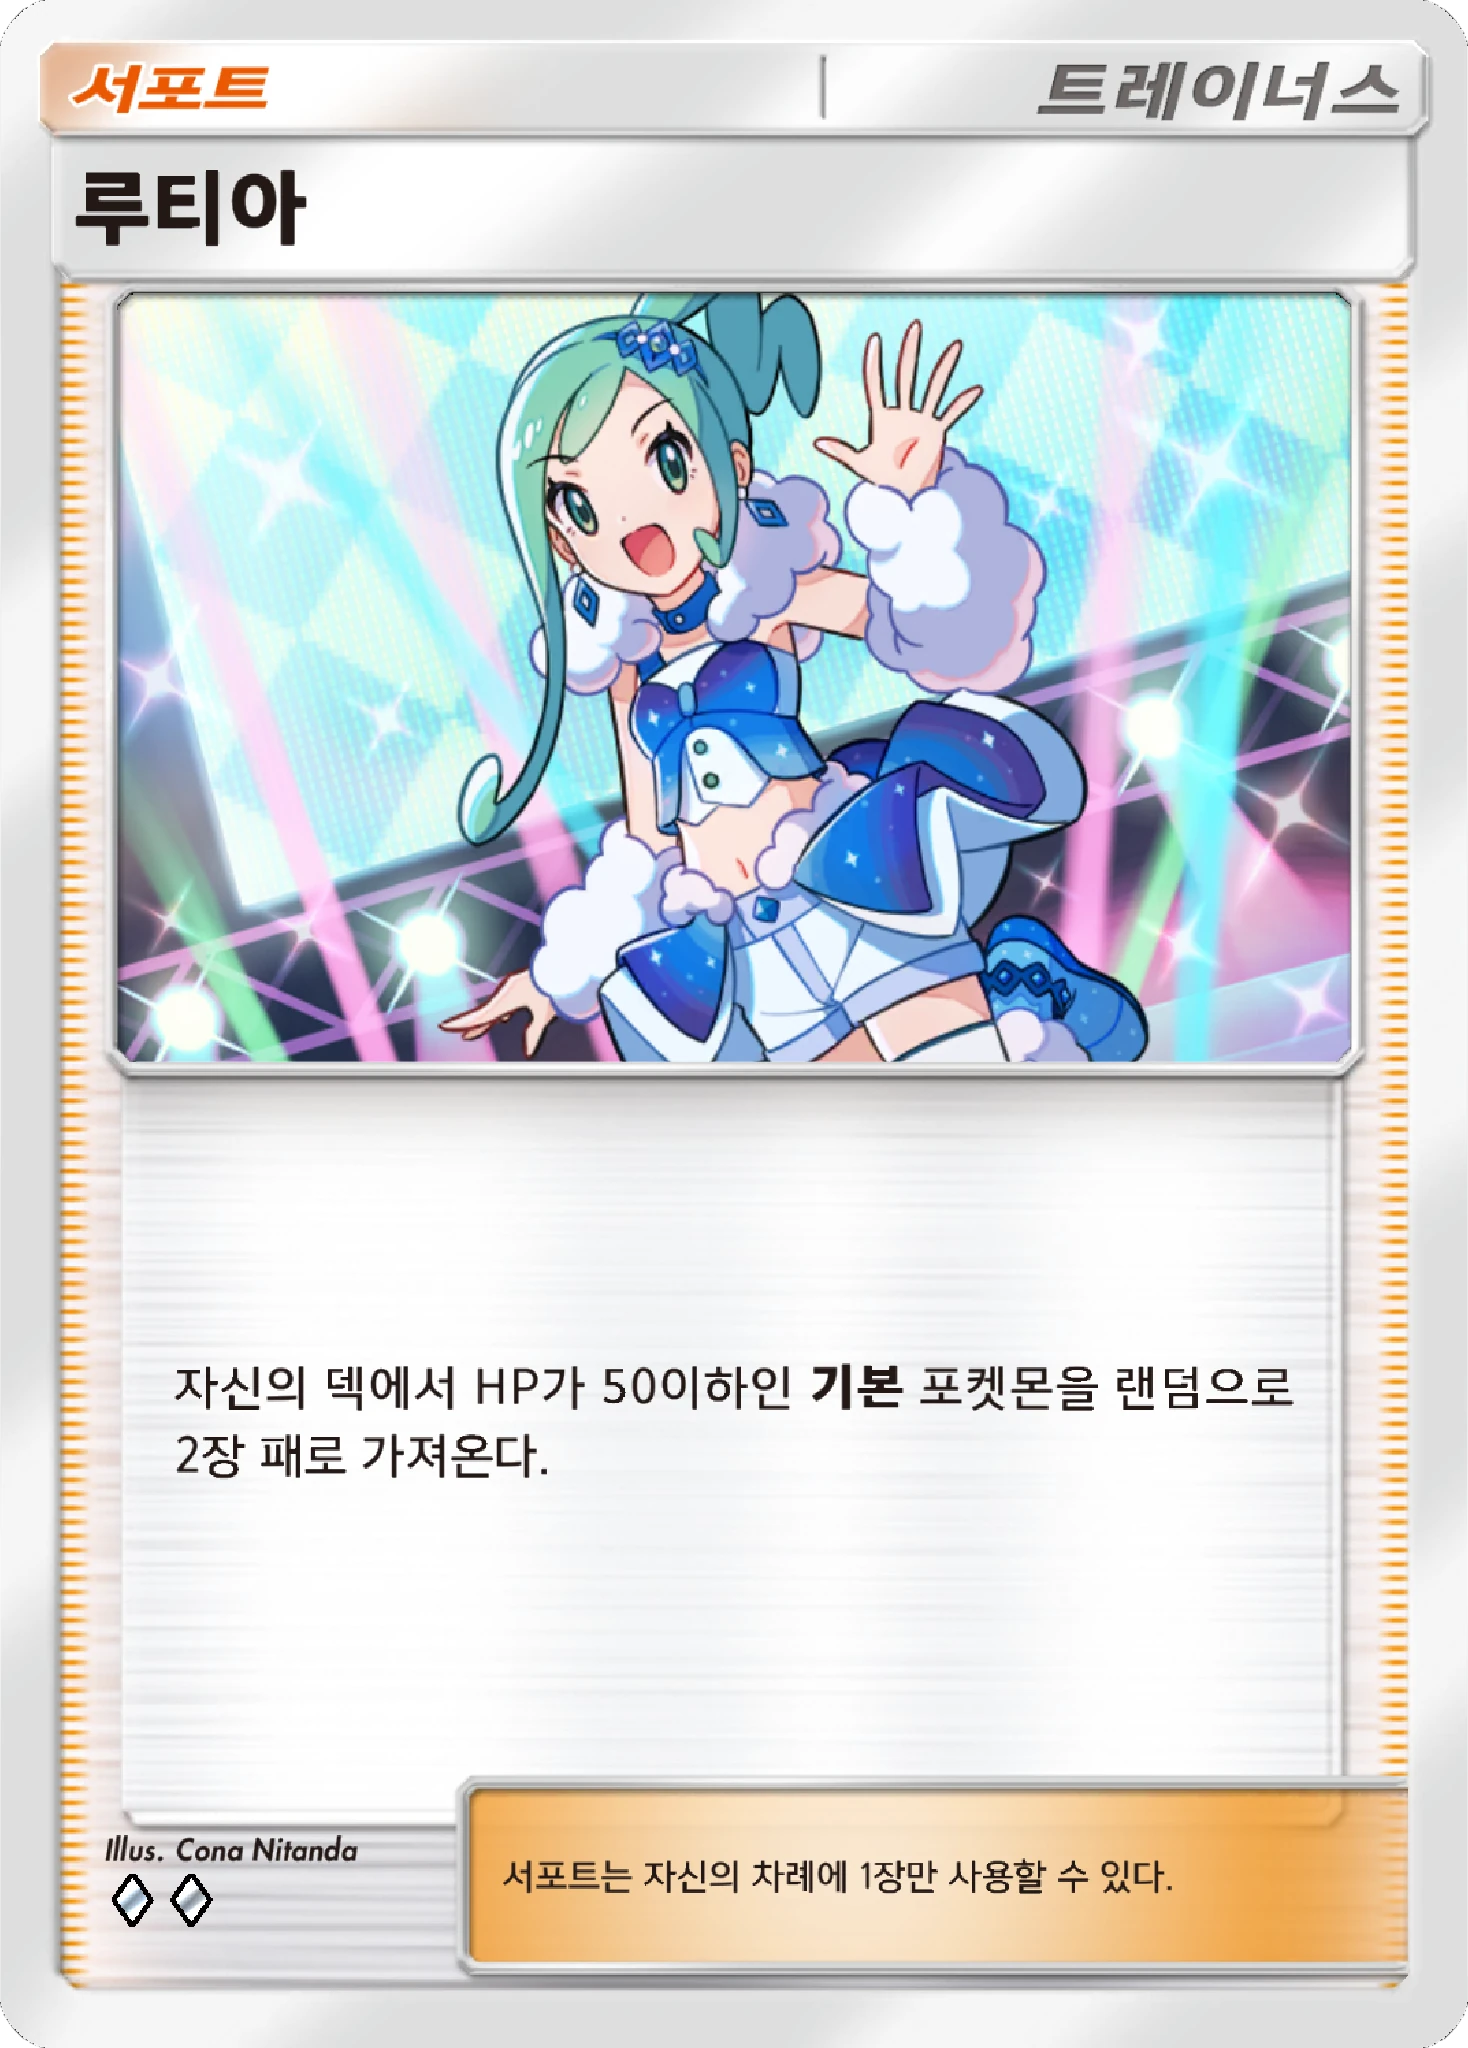 서포트
트레이너스
루티아
자신의 덱에서 HP가 50이하인 기본 포켓몬을 랜덤으로
2장 패로 가져온다.
Illus. Cona Nitanda
서포트는 자신의 차례에 1장만 사용할 수 있다.